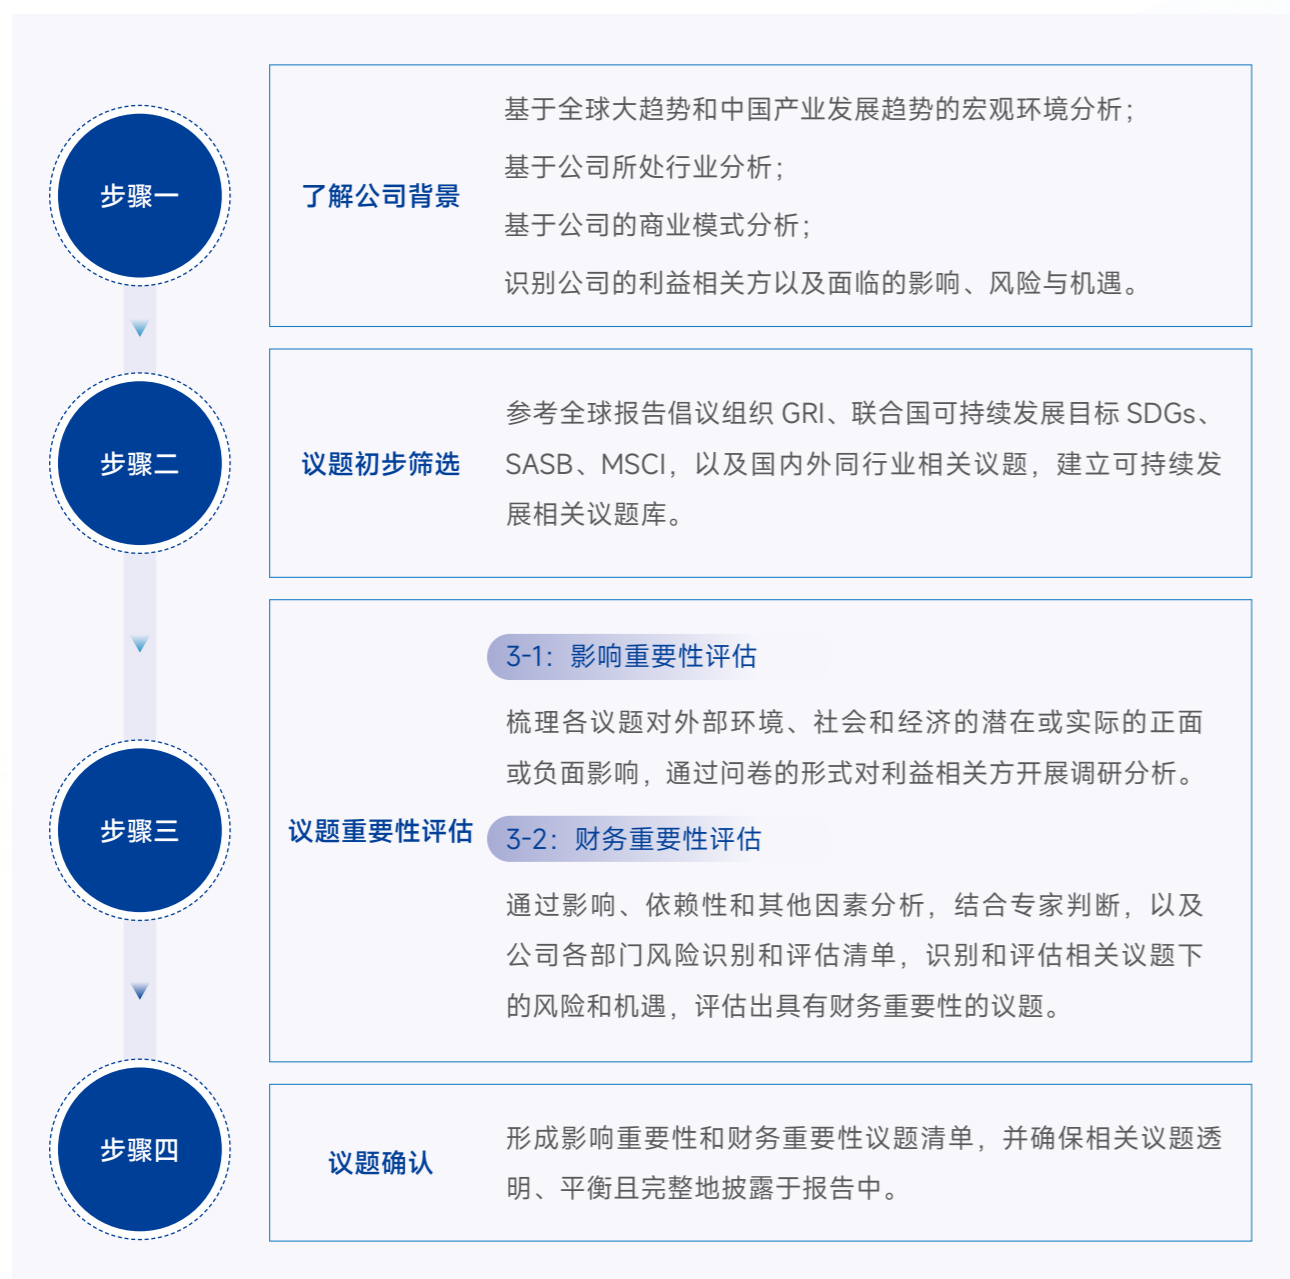 步骤一
了解公司背景
基于全球大趋势和中国产业发展趋势的宏观环境分析；
基于公司所处行业分析；
基于公司的商业模式分析；
识别公司的利益相关方以及面临的影响、风险与机遇。
步骤二
议题初步筛选
参考全球报告倡议组织 GRI、联合国可持续发展目标 SDGs、
SASB、MSCI，以及国内外同行业相关议题，建立可持续发
展相关议题库。
步骤三
议题重要性评估
3-1：影响重要性评估
梳理各议题对外部环境、社会和经济的潜在或实际的正面
或负面影响，通过问卷的形式对利益相关方开展调研分析。
3-2：财务重要性评估
通过影响、依赖性和其他因素分析，结合专家判断，以及
公司各部门风险识别和评估清单，识别和评估相关议题下
的风险和机遇，评估出具有财务重要性的议题。
步骤四
议题确认
形成影响重要性和财务重要性议题清单，并确保相关议题透
明、平衡且完整地披露于报告中。